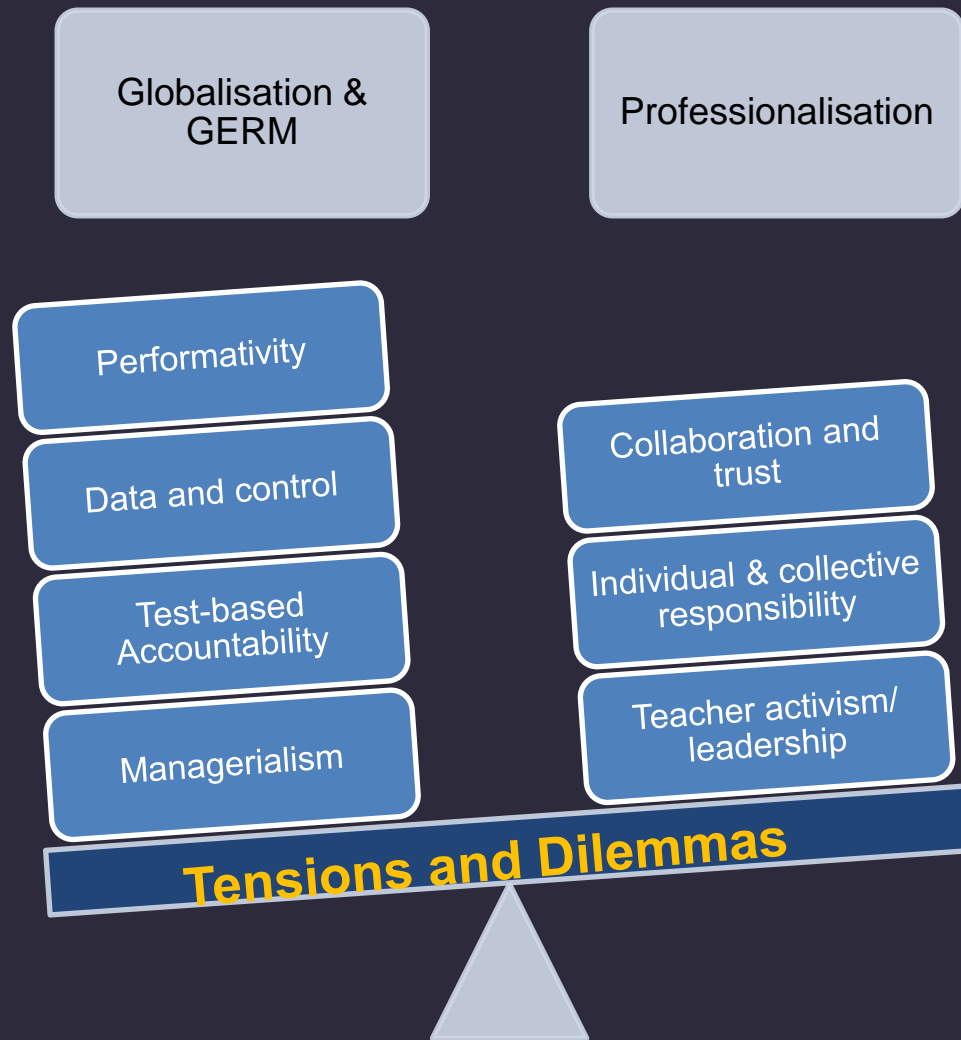 Globalisation &
GERM
Professionalisation
Performativity
Data and control
Test-based
Accountability
Managerialism
Collaboration and
trust
Individual & collective
responsibility
Teacher activism/
leadership
Tensions and Dilemmas